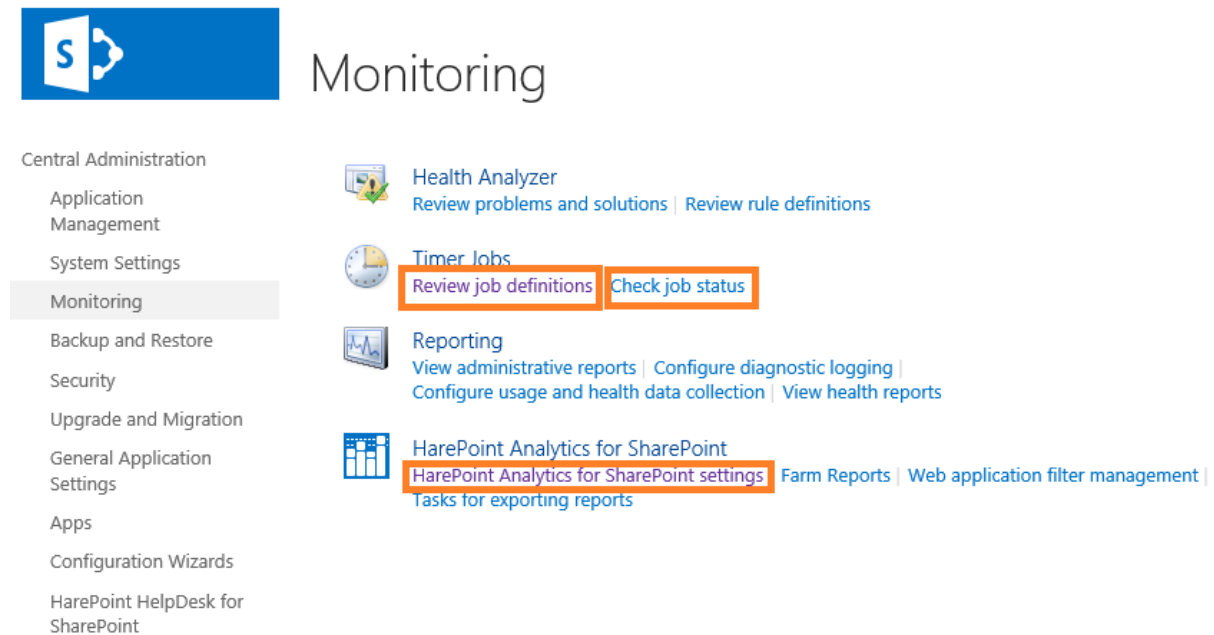 S
Monitoring
Central Administration
Application
Management
System Settings
Monitoring
Backup and Restore
Security
Upgrade and Migration
General Application
Settings
Apps
Configuration Wizards
HarePoint HelpDesk for
SharePoint
Health Analyzer
Review problems and solutions | Review rule definitions
Timer Jobs
Review job definitions Check job status
Reporting
View administrative reports | Configure diagnostic logging |
Configure usage and health data collection | View health reports
HarePoint Analytics for SharePoint
HarePoint Analytics for SharePoint settings Farm Reports | Web application filter management |
Tasks for exporting reports